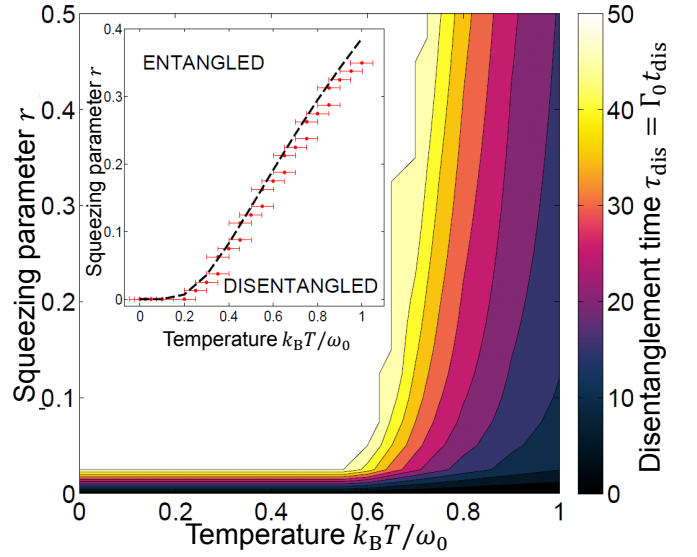 Squeezing parameter r
0.5
0.4
0.3
0.2
0.1
0
0 0.2 0.4 0.6 0.8 1
Temperature k_BT/ω_0
Squeezing parameter r
0.4
0.3
0.2
0.1
0
0 0.2 0.4 0.6 0.8 1
Temperature k_BT/ω_0
ENTANGLED
DISENTANGLED
50
40
30
20
10
0
Disentanglement time τ_dis = Γ_0 t_dis